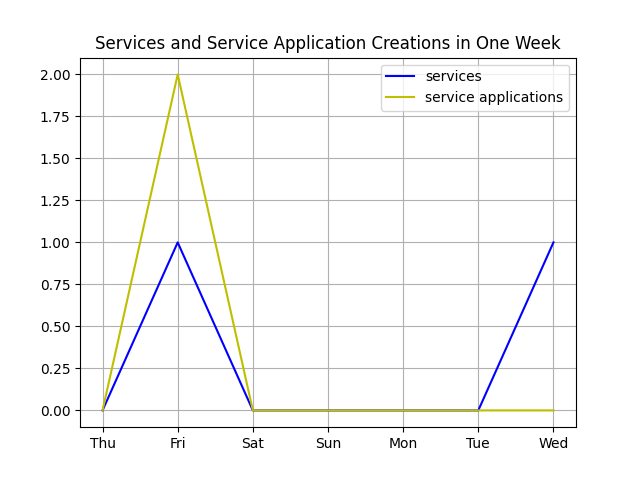 Services and Service Application Creations in One Week
services
service applications
2.00
1.75
1.50
1.25
1.00
0.75
0.50
0.25
0.00
Thu Fri Sat Sun Mon Tue Wed